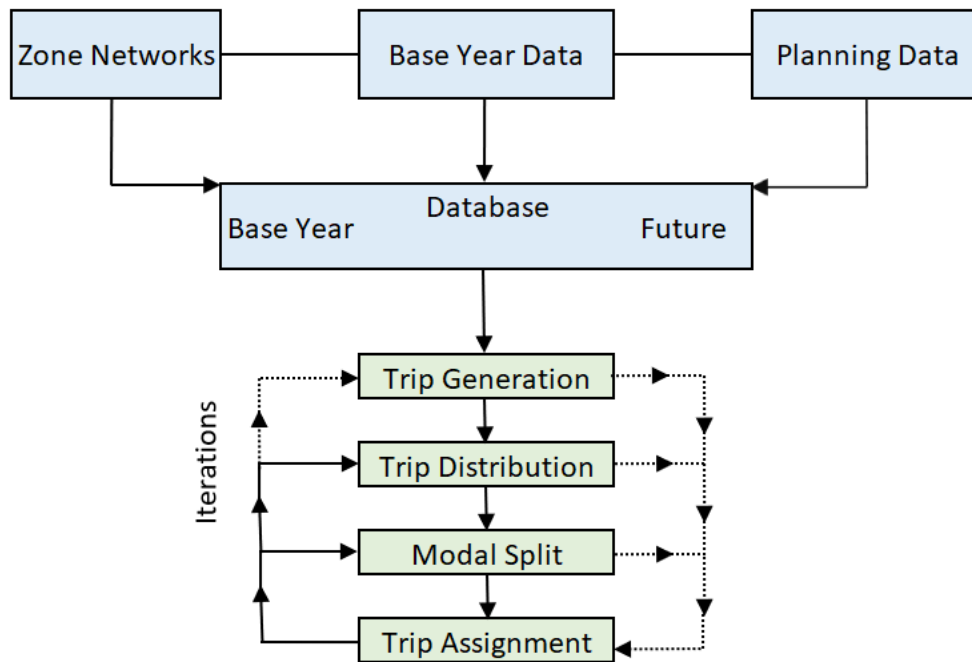 Zone Networks
Base Year Data
Planning Data
Database
Base Year
Future
Trip Generation
Trip Distribution
Modal Split
Trip Assignment
Iterations